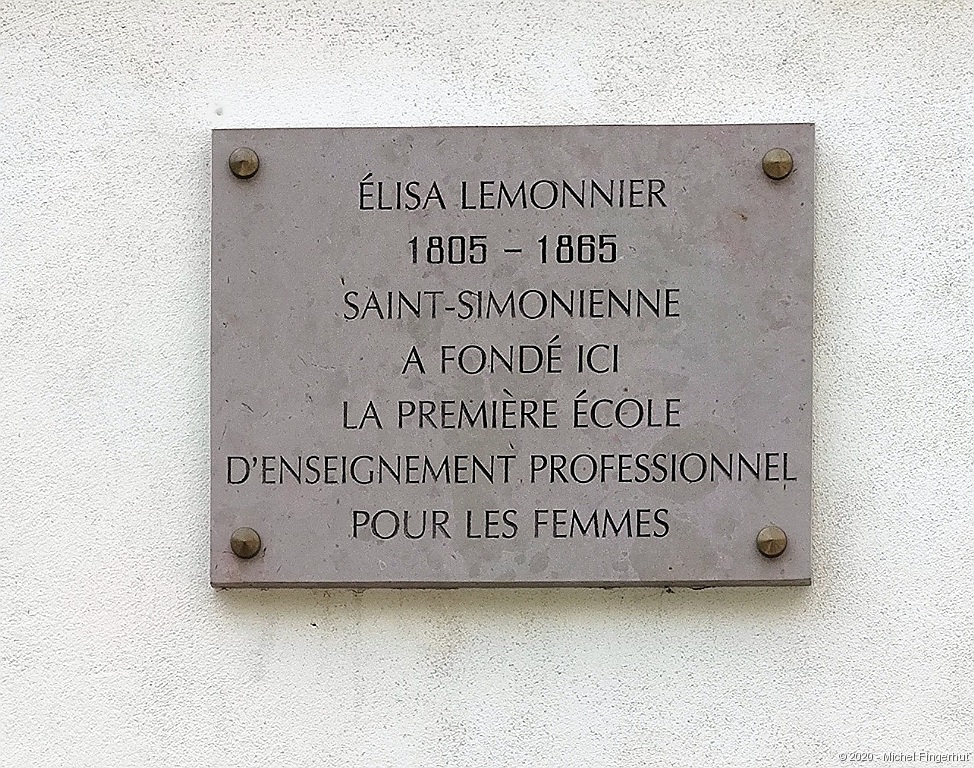 ÉLISA LEMONNIER
1805 – 1865
SAINT-SIMONIENNE
A FONDÉ ICI
LA PREMIÈRE ÉCOLE
D'ENSEIGNEMENT PROFESSIONNEL
POUR LES FEMMES
© 2020 - Michel Fingerhut